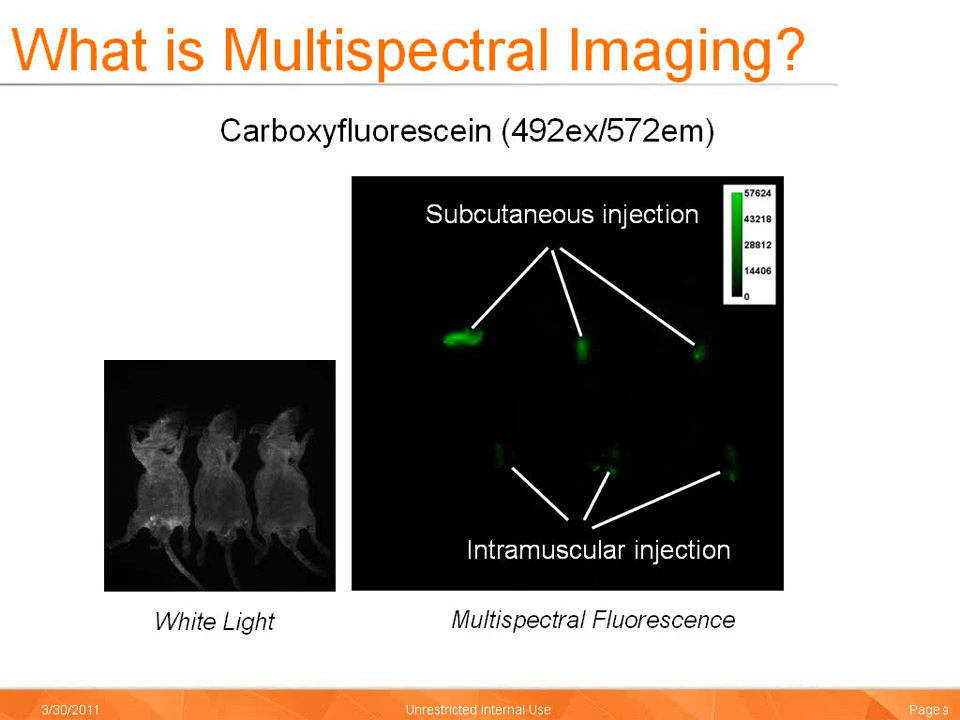 What is Multispectral Imaging?
Carboxyfluorescein (492ex/572em)
Subcutaneous injection
57624
43218
28812
14406
0
Intramuscular injection
White Light
Multispectral Fluorescence
3/30/2011
Unrestricted Internal Use
Page 9